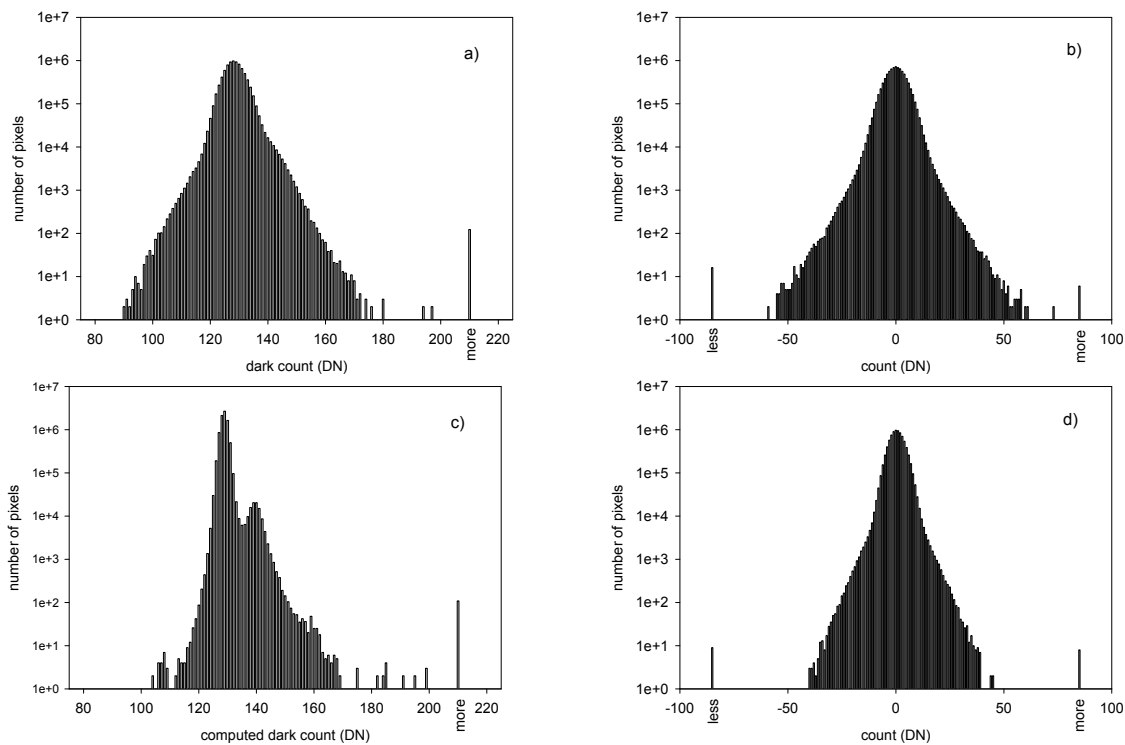 1e+7
1e+6
1e+5
1e+4
1e+3
1e+2
1e+1
1e+0
number of pixels
a)
80 100 120 140 160 180 200 220
more
dark count (DN)
1e+7
1e+6
1e+5
1e+4
1e+3
1e+2
1e+1
1e+0
number of pixels
b)
-100 -50 0 50 100
less
more
count (DN)
1e+7
1e+6
1e+5
1e+4
1e+3
1e+2
1e+1
1e+0
number of pixels
c)
80 100 120 140 160 180 200 220
more
computed dark count (DN)
1e+7
1e+6
1e+5
1e+4
1e+3
1e+2
1e+1
1e+0
number of pixels
d)
-100 -50 0 50 100
less
more
count (DN)